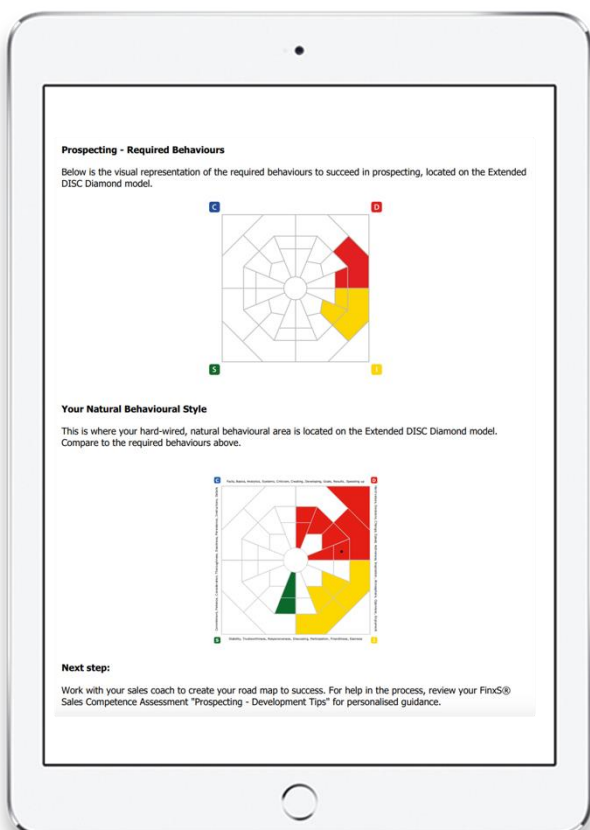 Prospecting - Required Behaviours
Below is the visual representation of the required behaviours to succeed in prospecting, located on the Extended
DISC Diamond model.
C
D
S
I
Your Natural Behavioural Style
This is where your hard-wired, natural behavioural area is located on the Extended DISC Diamond model.
Compare to the required behaviours above.
C
D
S
I
Next step:
Work with your sales coach to create your road map to success. For help in the process, review your FinxS®
Sales Competence Assessment "Prospecting - Development Tips" for personalised guidance.